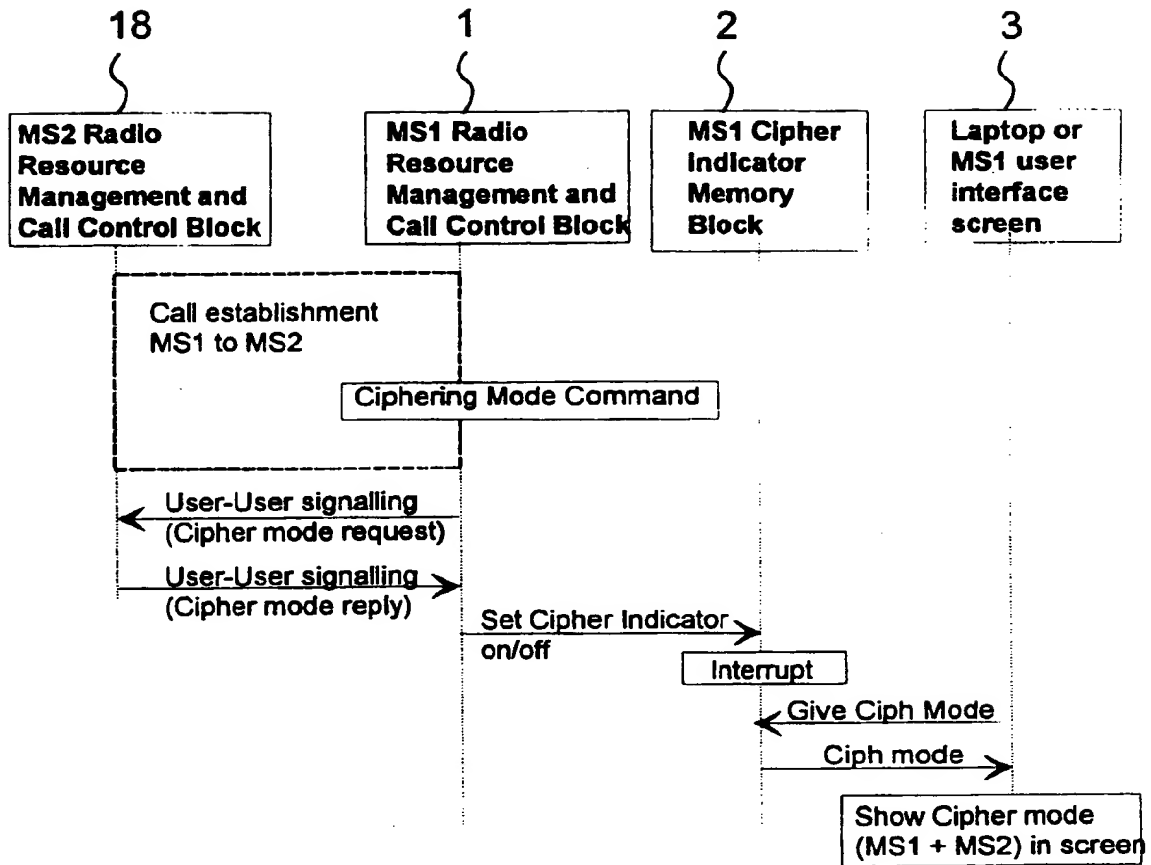 18
1
2
3
MS2 Radio
Resource
Management and
Call Control Block
MS1 Radio
Resource
Management and
Call Control Block
MS1 Cipher
Indicator
Memory
Block
Laptop or
MS1 user
interface
screen
Call establishment
MS1 to MS2
Ciphering Mode Command
User-User signalling
(Cipher mode request)
User-User signalling
(Cipher mode reply)
Set Cipher Indicator
on/off
Interrupt
Give Ciph Mode
Ciph mode
Show Cipher mode
(MS1 + MS2) in screen